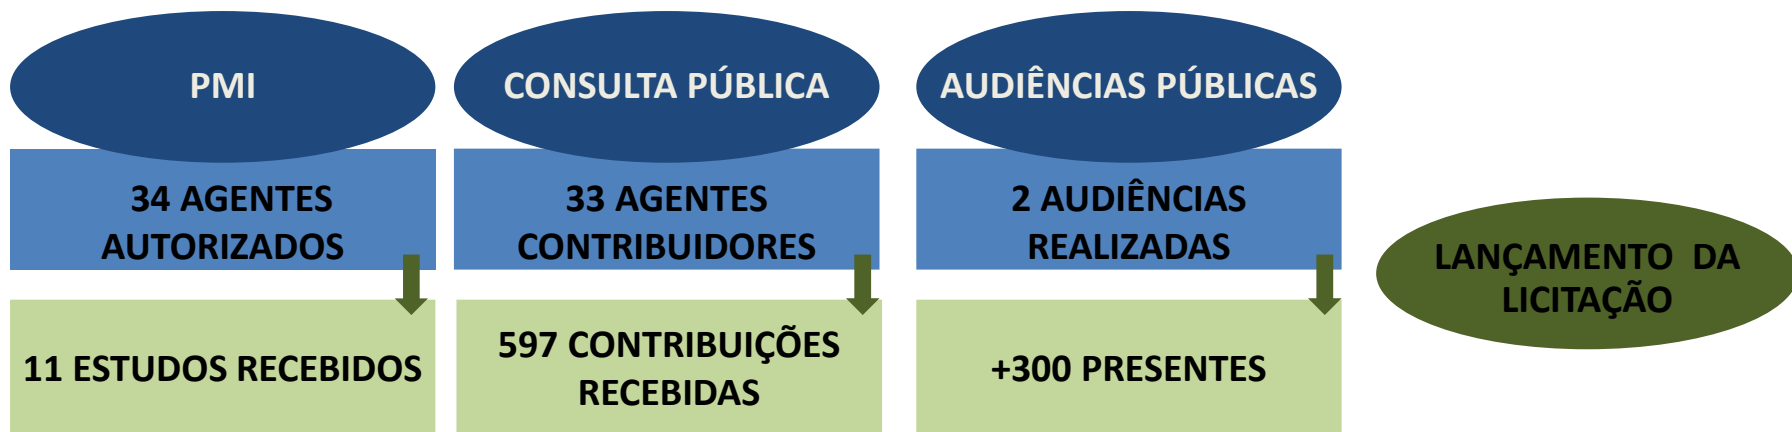 PMI
34 AGENTES
AUTORIZADOS
11 ESTUDOS RECEBIDOS
CONSULTA PÚBLICA
33 AGENTES
CONTRIBUIDORES
597 CONTRIBUIÇÕES
RECEBIDAS
AUDIÊNCIAS PÚBLICAS
2 AUDIÊNCIAS
REALIZADAS
+300 PRESENTES
LANÇAMENTO DA
LICITAÇÃO